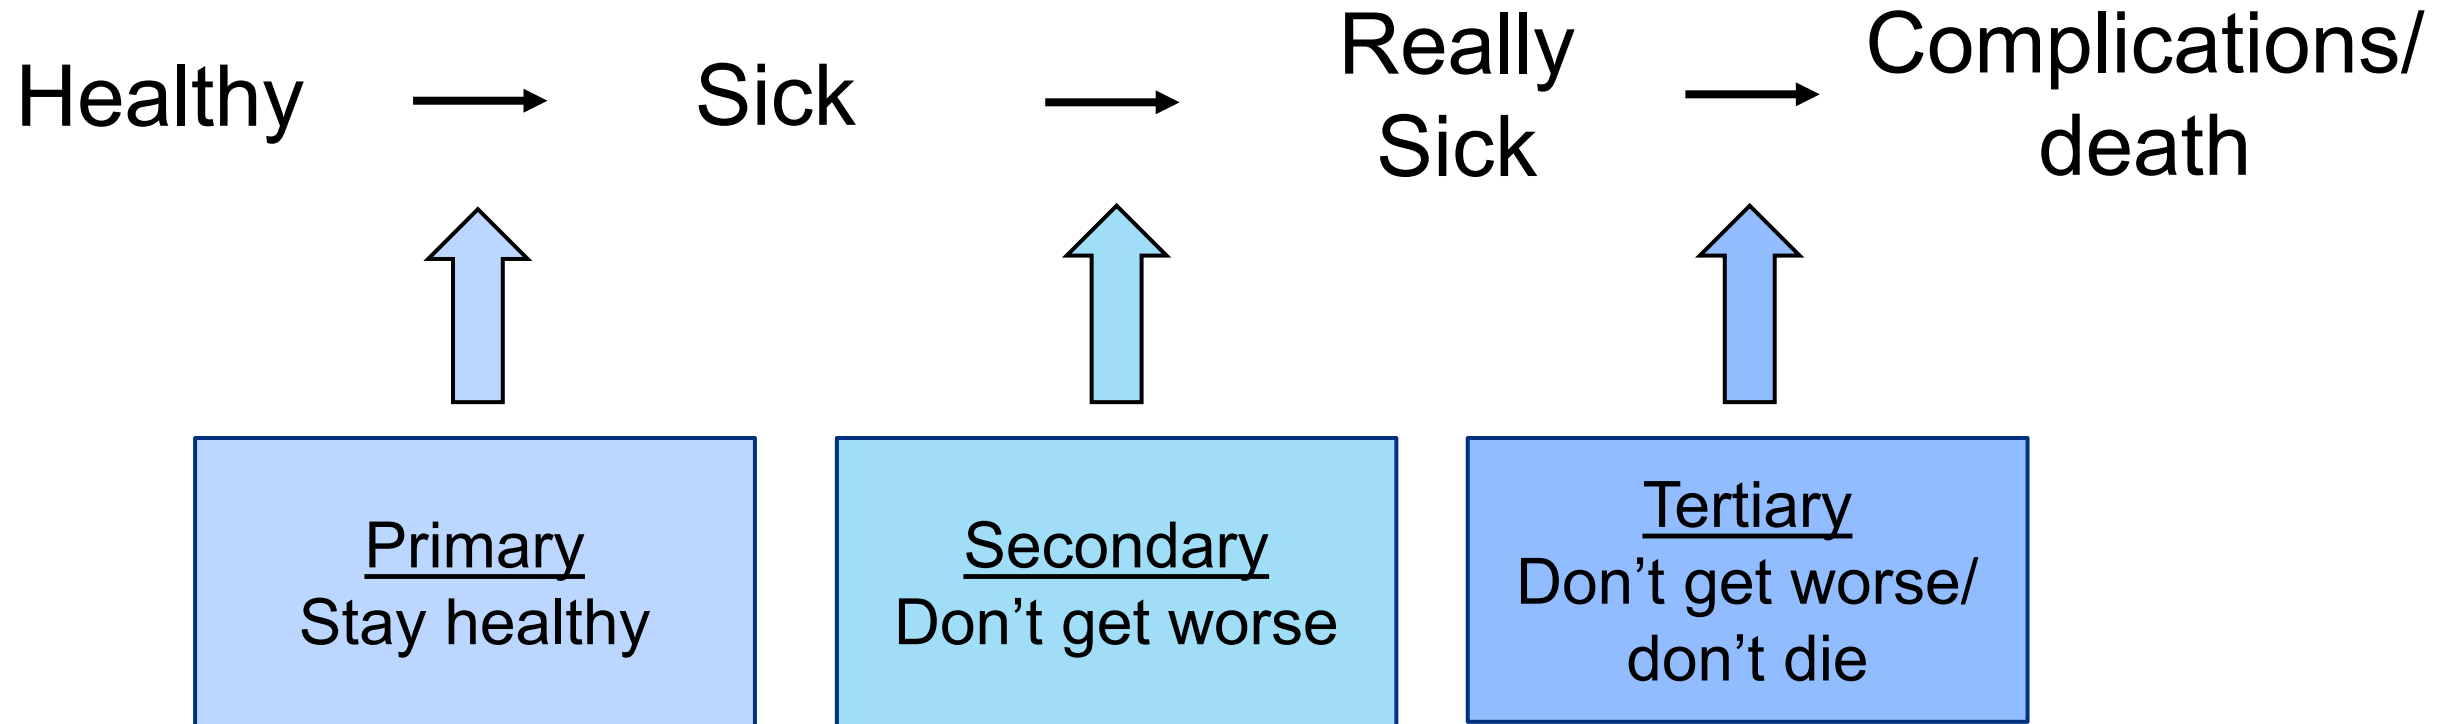 Healthy
Sick
Really
Sick
Complications/
death
Primary
Stay healthy
Secondary
Don’t get worse
Tertiary
Don’t get worse/
don’t die